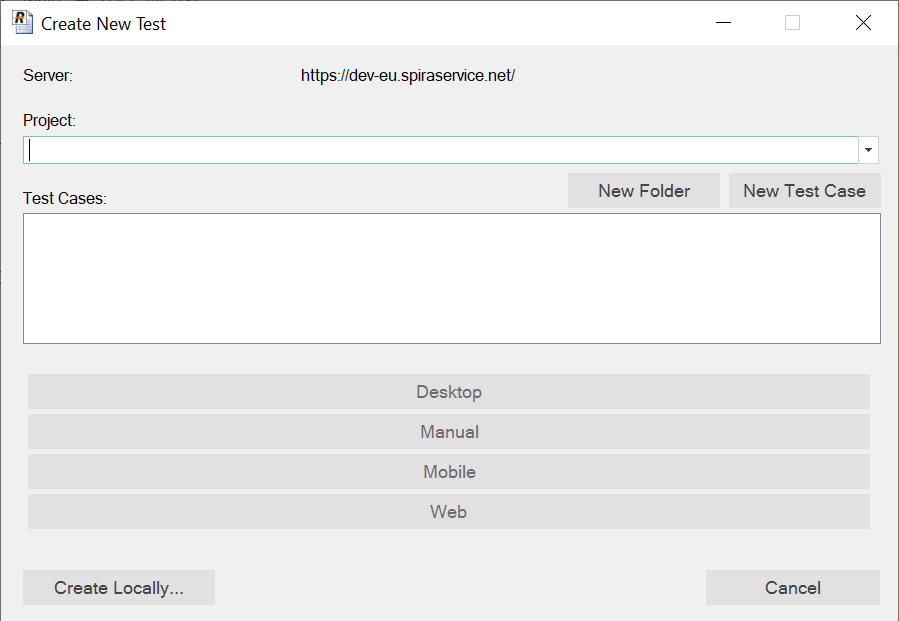 Create New Test
Server: https://dev-eu.spiraservice.net/
Project:
Test Cases: New Folder New Test Case
Desktop
Manual
Mobile
Web
Create Locally... Cancel